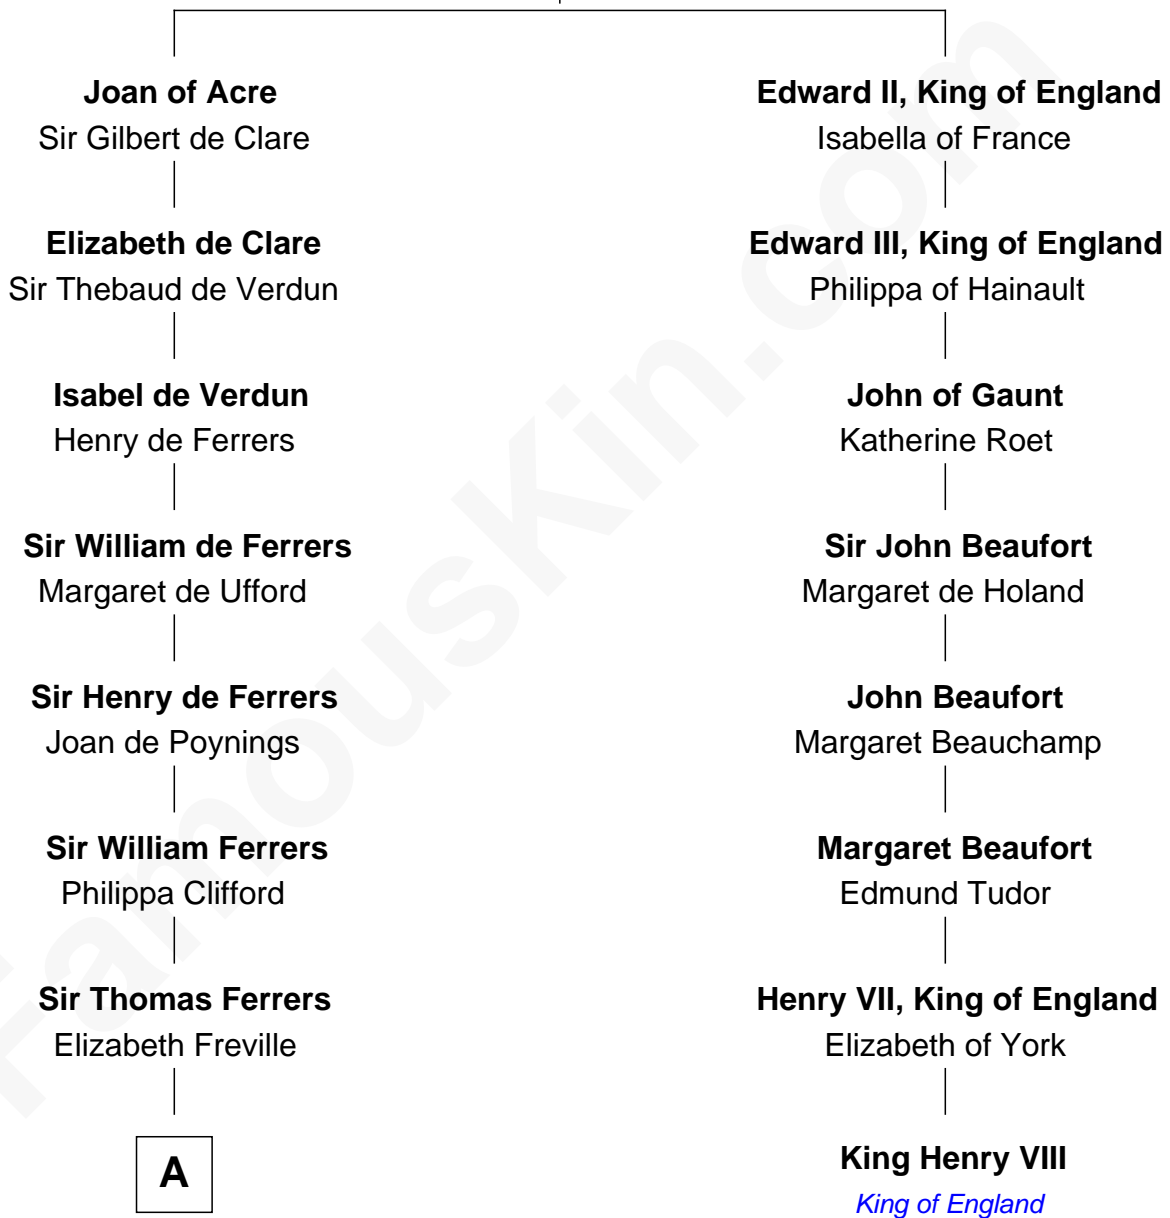 Joan of Acre
Sir Gilbert de Clare
Elizabeth de Clare
Sir Thebaud de Verdun
Isabel de Verdun
Henry de Ferrers
Sir William de Ferrers
Margaret de Ufford
Sir Henry de Ferrers
Joan de Poynings
Sir William Ferrers
Philippa Clifford
Sir Thomas Ferrers
Elizabeth Freville
A
Edward II, King of England
Isabella of France
Edward III, King of England
Philippa of Hainault
John of Gaunt
Katherine Roet
Sir John Beaufort
Margaret de Holand
John Beaufort
Margaret Beauchamp
Margaret Beaufort
Edmund Tudor
Henry VII, King of England
Elizabeth of York
King Henry VIII
King of England
FamousKin.com